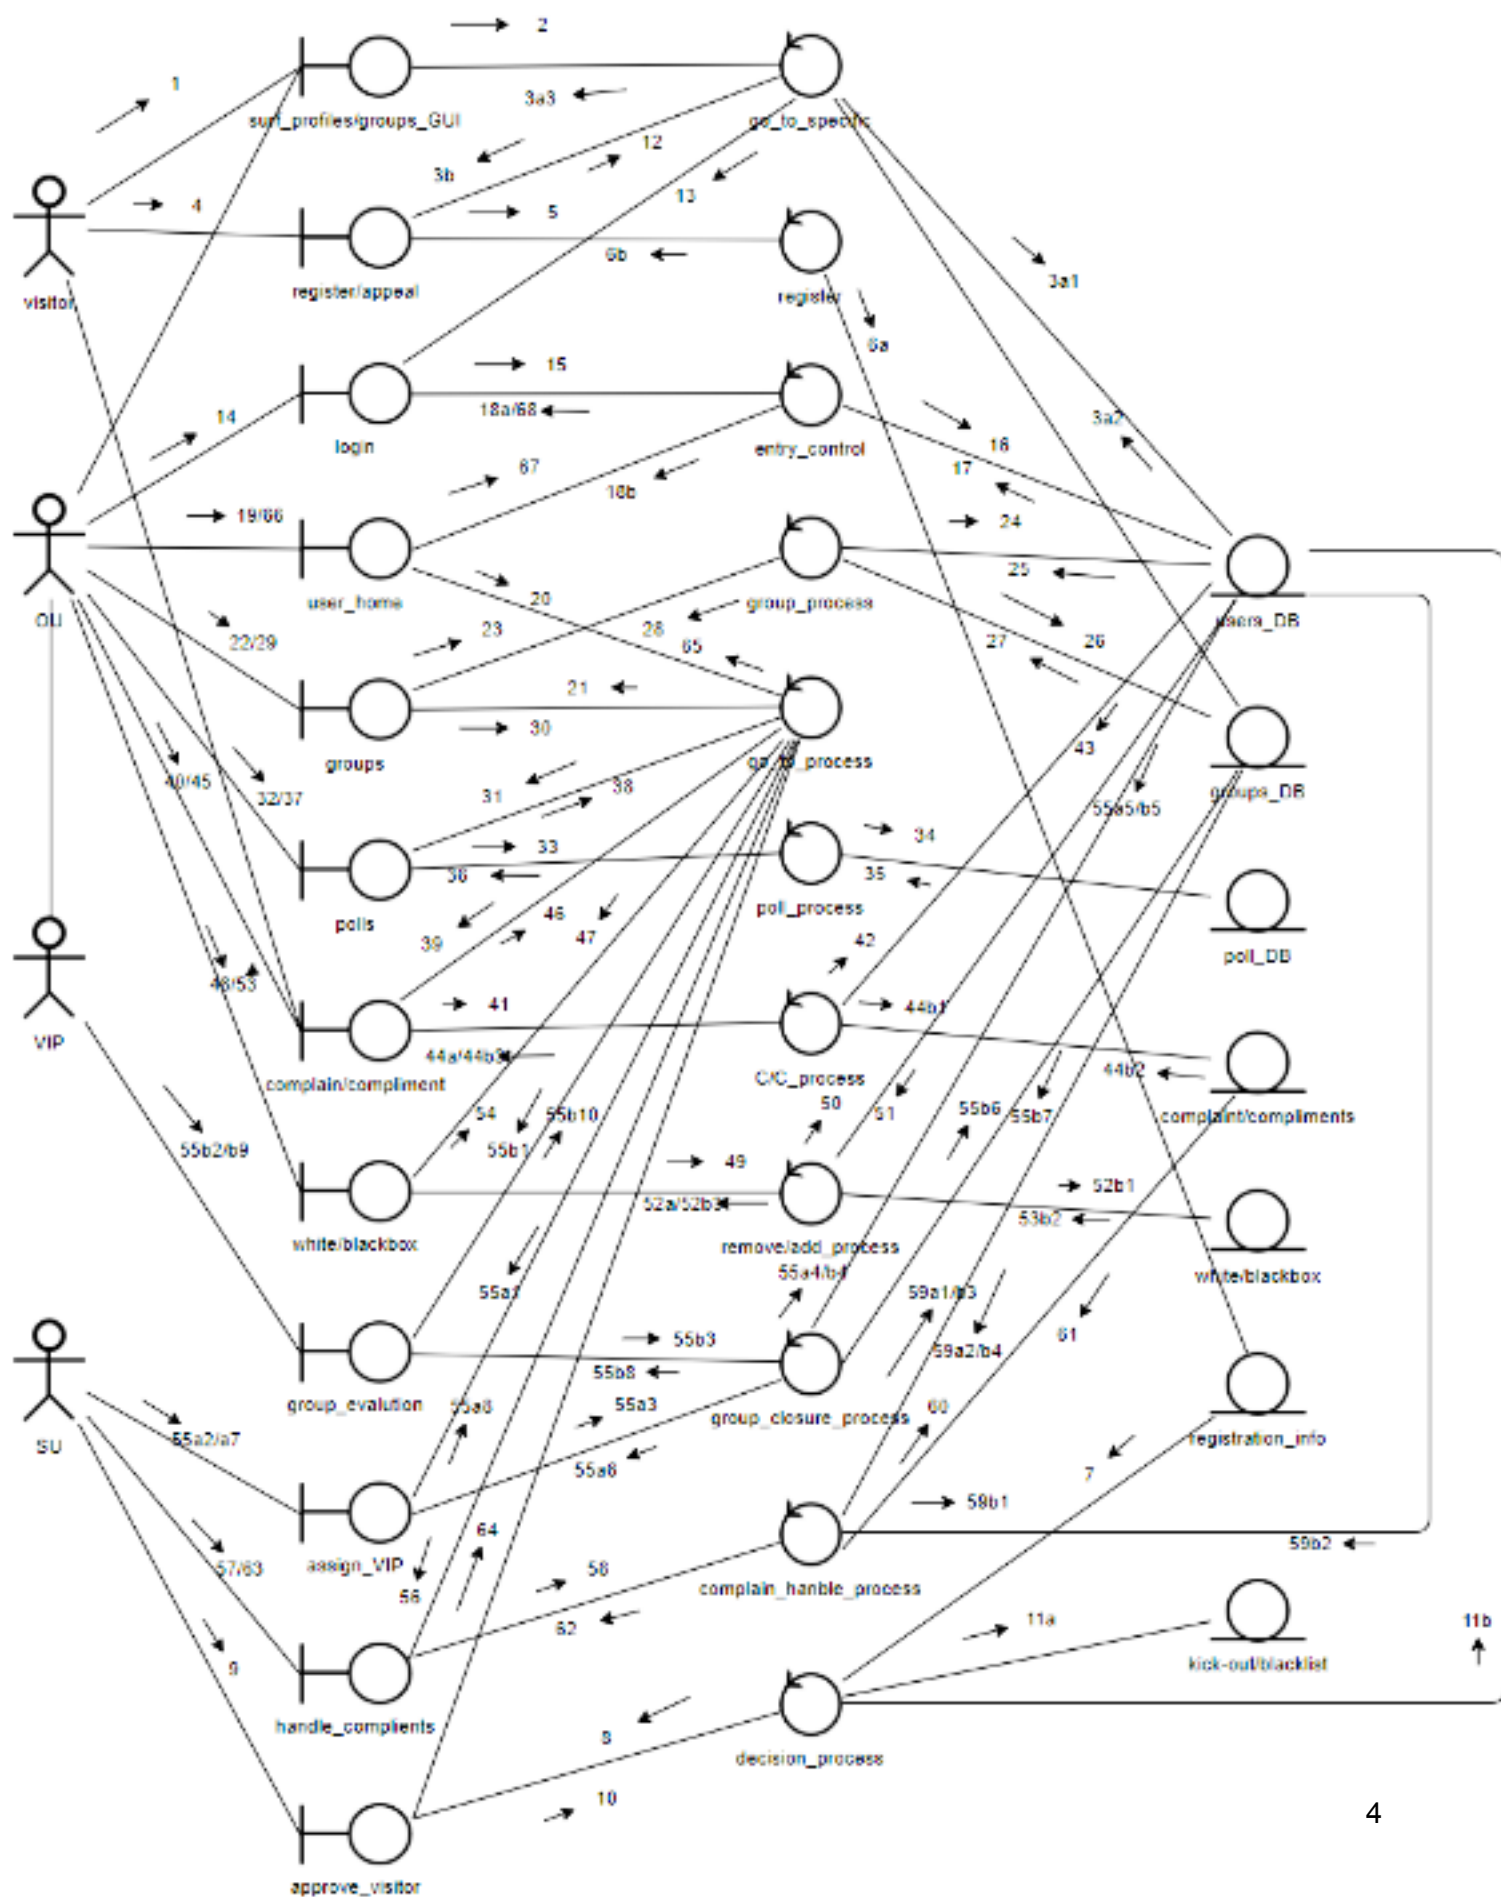 2
1
3a3
surf_profiles/groups_GUI
go_to_specific
12
3b
13
4
5
6b
3a1
visitor
register/appeal
register
6a
15
14
18a/68
3a2
login
entry_control
16
17
67
18b
19/66
24
25
user_home
20
group_process
OU
users_DB
22/29
23
28
65
27
26
21
30
43
groups
go_to_process
40/45
32/37
31
38
55a5/b5
groups_DB
33
34
36
35
polls
poll_process
39
46
47
42
poll_DB
48/53
VIP
41
44b1
44a/44b3
complain/compliment
C/C_process
44b2
54
55b10
50
51
55b6
55b7
complaint/compliments
55b2/b9
55b1
49
52a/52b3
52b1
53b2
white/blackbox
remove/add_process
white/blackbox
55a1
55a4/b4
59a1/b3
61
59a2/b4
55b3
55b8
group_evalution
55a8
55a3
group_closure_process
60
registration_info
SU
55a2/a7
55a6
7
59b1
64
59b2
57/63
assign_VIP
56
58
complain_hanble_process
62
11a
11b
9
kick-out/blacklist
handle_complients
8
decision_process
10
4
approve_visitor